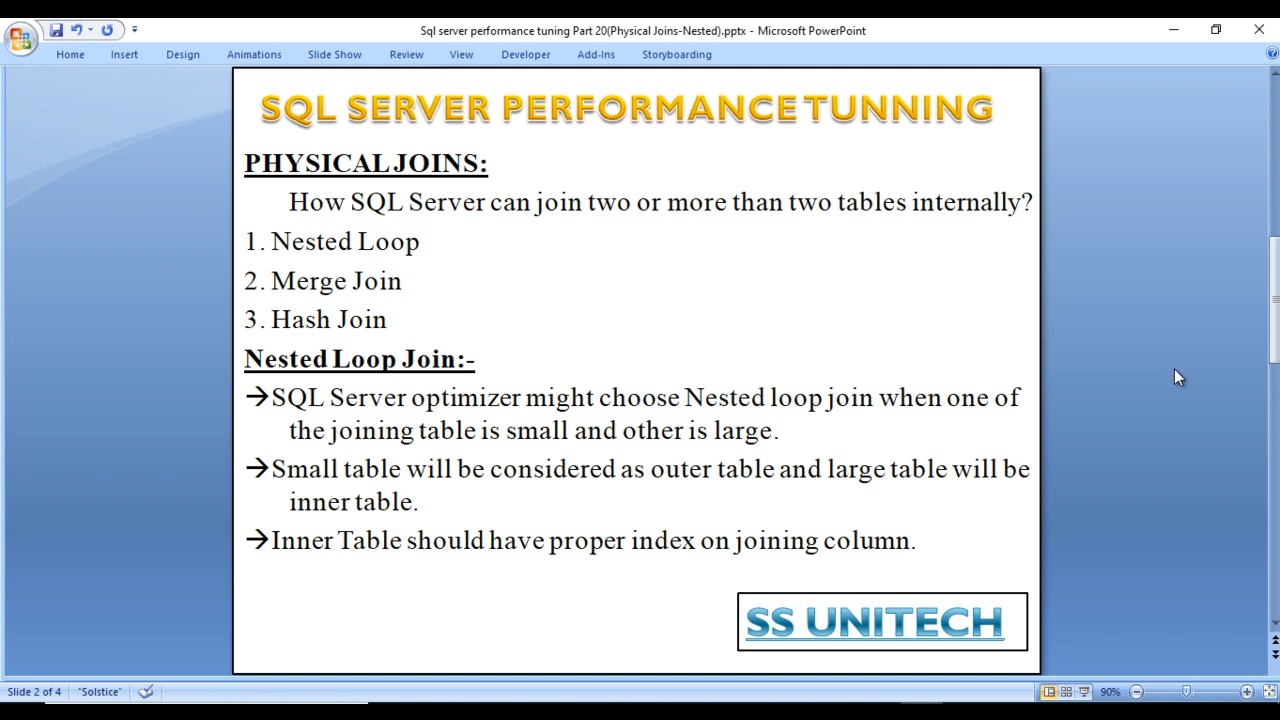 Sql server performance tuning Part 20(Physical Joins-Nested).pptx - Microsoft PowerPoint
Home Insert Design Animations Slide Show Review View Developer Add-Ins Storyboarding
SQL SERVER PERFORMANCE TUNNING
PHYSICAL JOINS:
How SQL Server can join two or more than two tables internally?
1. Nested Loop
2. Merge Join
3. Hash Join
Nested Loop Join:-
→SQL Server optimizer might choose Nested loop join when one of
the joining table is small and other is large.
→Small table will be considered as outer table and large table will be
inner table.
→Inner Table should have proper index on joining column.
SS UNITECH
Slide 2 of 4 "Solstice" 90%